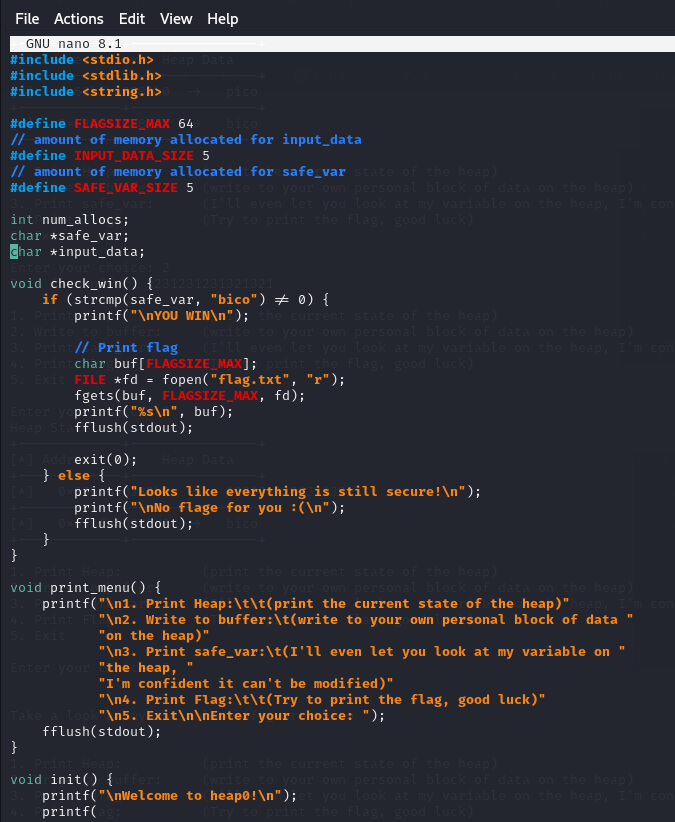 File Actions Edit View Help
GNU nano 8.1
#include <stdio.h>
#include <stdlib.h>
#include <string.h>
#define FLAGSIZE_MAX 64
// amount of memory allocated for input_data
#define INPUT_DATA_SIZE 5
// amount of memory allocated for safe_var
#define SAFE_VAR_SIZE 5
int num_allocs;
char *safe_var;
char *input_data;
void check_win() {
if (strcmp(safe_var, "bico") != 0) {
printf("\nYOU WIN\n");
// Print flag
char buf[FLAGSIZE_MAX];
FILE *fd = fopen("flag.txt", "r");
fgets(buf, FLAGSIZE_MAX, fd);
printf("%s\n", buf);
fflush(stdout);
exit(0);
} else {
printf("Looks like everything is still secure!\n");
printf("\nNo flage for you :(\n");
fflush(stdout);
}
}
void print_menu() {
printf("\n1. Print Heap:\t\t(print the current state of the heap)"
"\n2. Write to buffer:\t(write to your own personal block of data "
"on the heap)"
"\n3. Print safe_var:\t(I'll even let you look at my variable on "
"the heap, "
"I'm confident it can't be modified)"
"\n4. Print Flag:\t\t(Try to print the flag, good luck)"
"\n5. Exit\n\nEnter your choice: ");
fflush(stdout);
}
void init() {
printf("\nWelcome to heap0!\n");
printf(